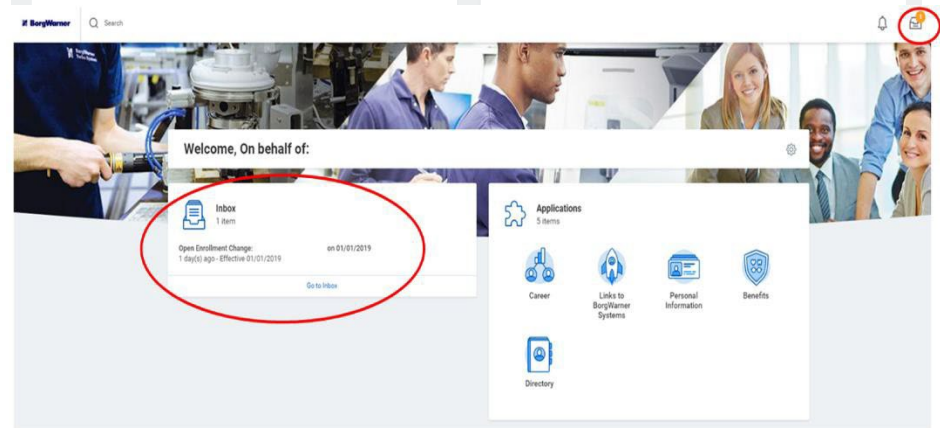 BorgWarner
Search
BorgWarner
Welcome, On behalf of:
Inbox
1 item
Open Enrollment Change: on 01/01/2019
1 day(s) ago - Effective 01/01/2019
Go to Inbox
Applications
5 items
Career
Links to
BorgWarner
Systems
Personal
Information
Benefits
Directory